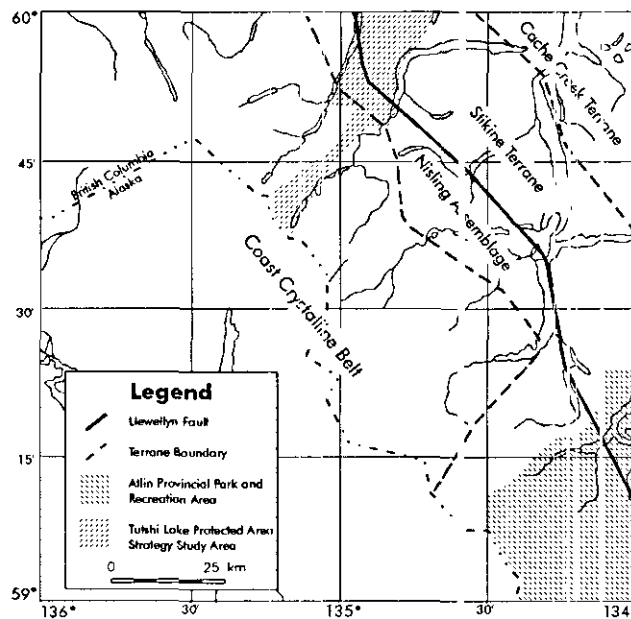 60°
Cache Creek Terrane
Stikine Terrane
45'
British Columbia
Alaska
Nisling Assemblage
Coast Crystalline Belt
30'
Legend
Llewellyn Fault
Terrane Boundary
15'
Atlin Provincial Park and
Recreation Area
Tutshi Lake Protected Area
Strategy Study Area
0 25
km
59°
136° 30' 135° 30' 134